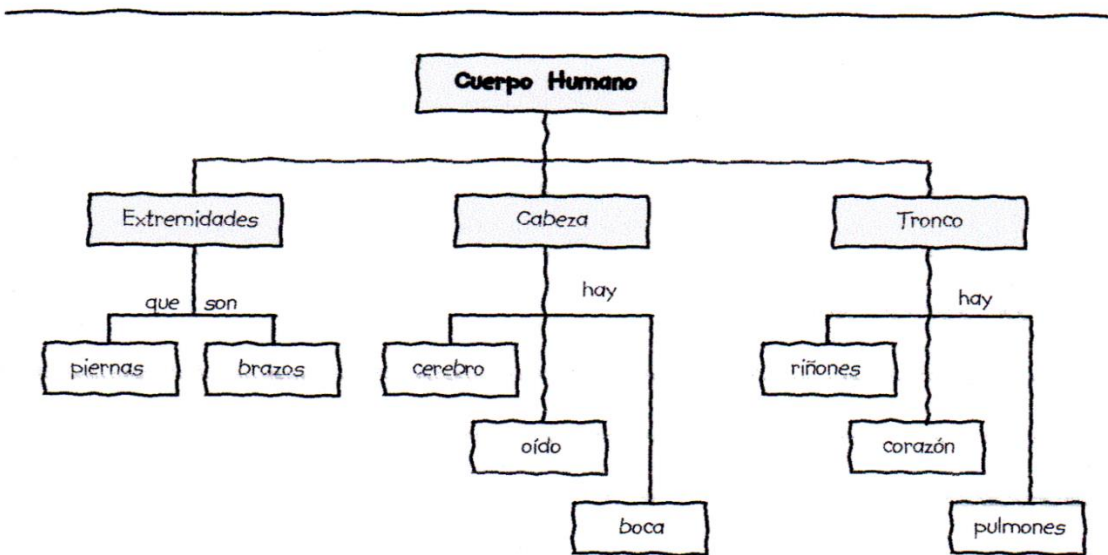 Cuerpo Humano
Extremidades
Cabeza
Tronco
que son
hay
hay
piernas
brazos
cerebro
riñones
oído
corazón
boca
pulmones